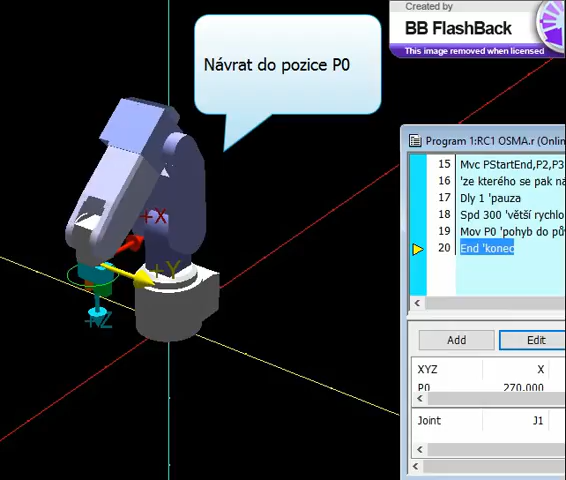 Created by
BB FlashBack
This image removed when licensed
Návrat do pozice P0
Program 1:RC1 OSMA.r (Onlin
15 Mvc PStartEnd,P2,P3
16 'ze kterého se pak na
17 Dly 1 'pauza
18 Spd 300 'větší rychlo
19 Mov P0 'pohyb do pů
20 End 'konec
+X
+Y
+Z
Add Edit
XYZ X
P0 270.000
Joint J1